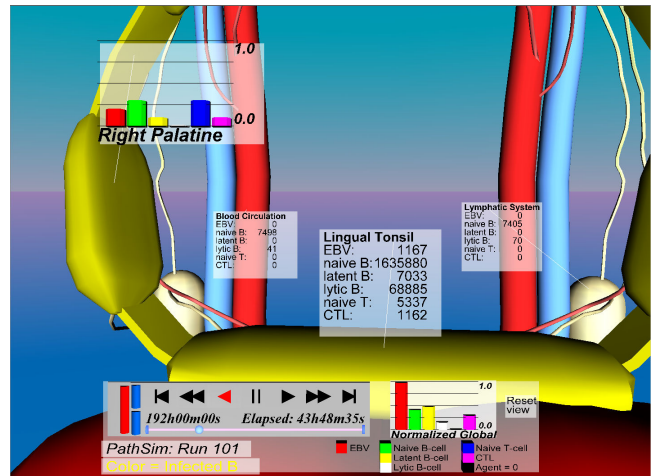 1.0
0.0
Right Palatine
Blood Circulation
EBV: 0
naive B: 7498
latent B: 0
lytic B: 41
naive T: 0
CTL: 0
Lingual Tonsil
EBV: 1167
naive B: 1635880
latent B: 7033
lytic B: 68885
naive T: 5337
CTL: 1162
Lymphatic System
EBV: 0
naive B: 7405
latent B: 0
lytic B: 70
naive T: 0
CTL: 0
192h00m00s Elapsed: 43h48m35s
1.0
0.0
Normalized Global
Reset
view
PathSim: Run 101
Color = Infected B
EBV Naive B-cell Naive T-cell
Latent B-cell CTL
Lytic B-cell Agent = 0